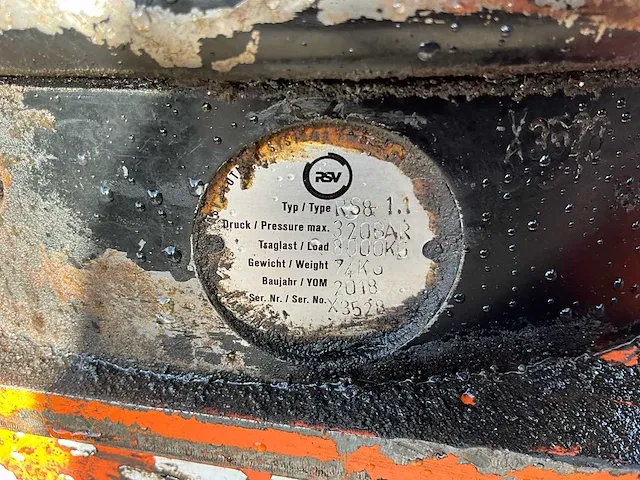 RSV
Typ / Type RS8 1.1
Druck / Pressure max. 320BAR
Tsaglast / Load 8000KG
Gewicht / Weight 74KG
Baujahr / YOM 2018
Ser. Nr. / Ser. No. X3528